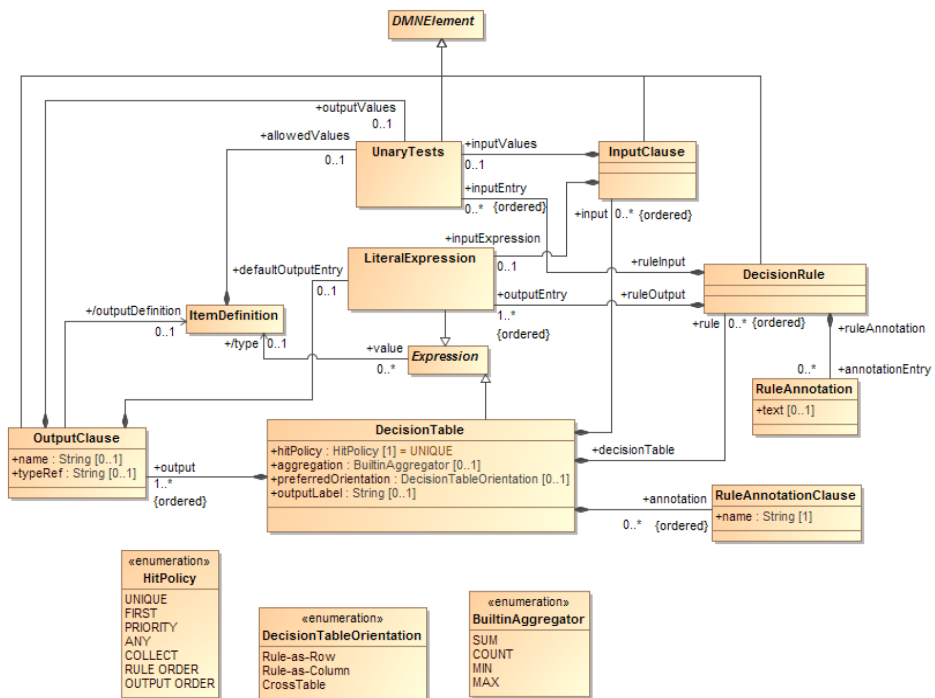 DMNElement
+outputValues
0..1
+allowedValues
0..1
UnaryTests
+inputValues
0..1
InputClause
+inputEntry
0..* {ordered}
+input 0..* {ordered}
+inputExpression
0..1
LiteralExpression
+defaultOutputEntry
0..1
+ruleInput
DecisionRule
+outputEntry
1..*
{ordered}
+ruleOutput
+rule 0..* {ordered}
+/outputDefinition
0..1
ItemDefinition
+/type 0..1
+value
0..*
Expression
+ruleAnnotation
0..* +annotationEntry
RuleAnnotation
+text [0..1]
OutputClause
+name : String [0..1]
+typeRef : String [0..1]
+output
1..*
{ordered}
DecisionTable
+hitPolicy : HitPolicy [1] = UNIQUE
+aggregation : BuiltinAggregator [0..1]
+preferredOrientation : DecisionTableOrientation [0..1]
+outputLabel : String [0..1]
+decisionTable
+annotation
0..* {ordered}
RuleAnnotationClause
+name : String [1]
«enumeration»
HitPolicy
UNIQUE
FIRST
PRIORITY
ANY
COLLECT
RULE ORDER
OUTPUT ORDER
«enumeration»
DecisionTableOrientation
Rule-as-Row
Rule-as-Column
CrossTable
«enumeration»
BuiltinAggregator
SUM
COUNT
MIN
MAX